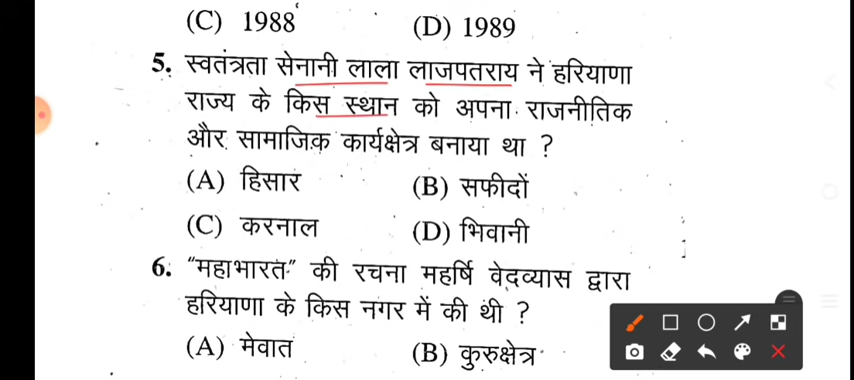 (C) 1988 (D) 1989
5. स्वतंत्रता सेनानी लाला लाजपतराय ने हरियाणा
राज्य के किस स्थान को अपना राजनीतिक
और सामाजिक कार्यक्षेत्र बनाया था ?
(A) हिसार (B) सफीदों
(C) करनाल (D) भिवानी
6. “महाभारत” की रचना महर्षि वेदव्यास द्वारा
हरियाणा के किस नगर में की थी ?
(A) मेवात (B) कुरुक्षेत्र